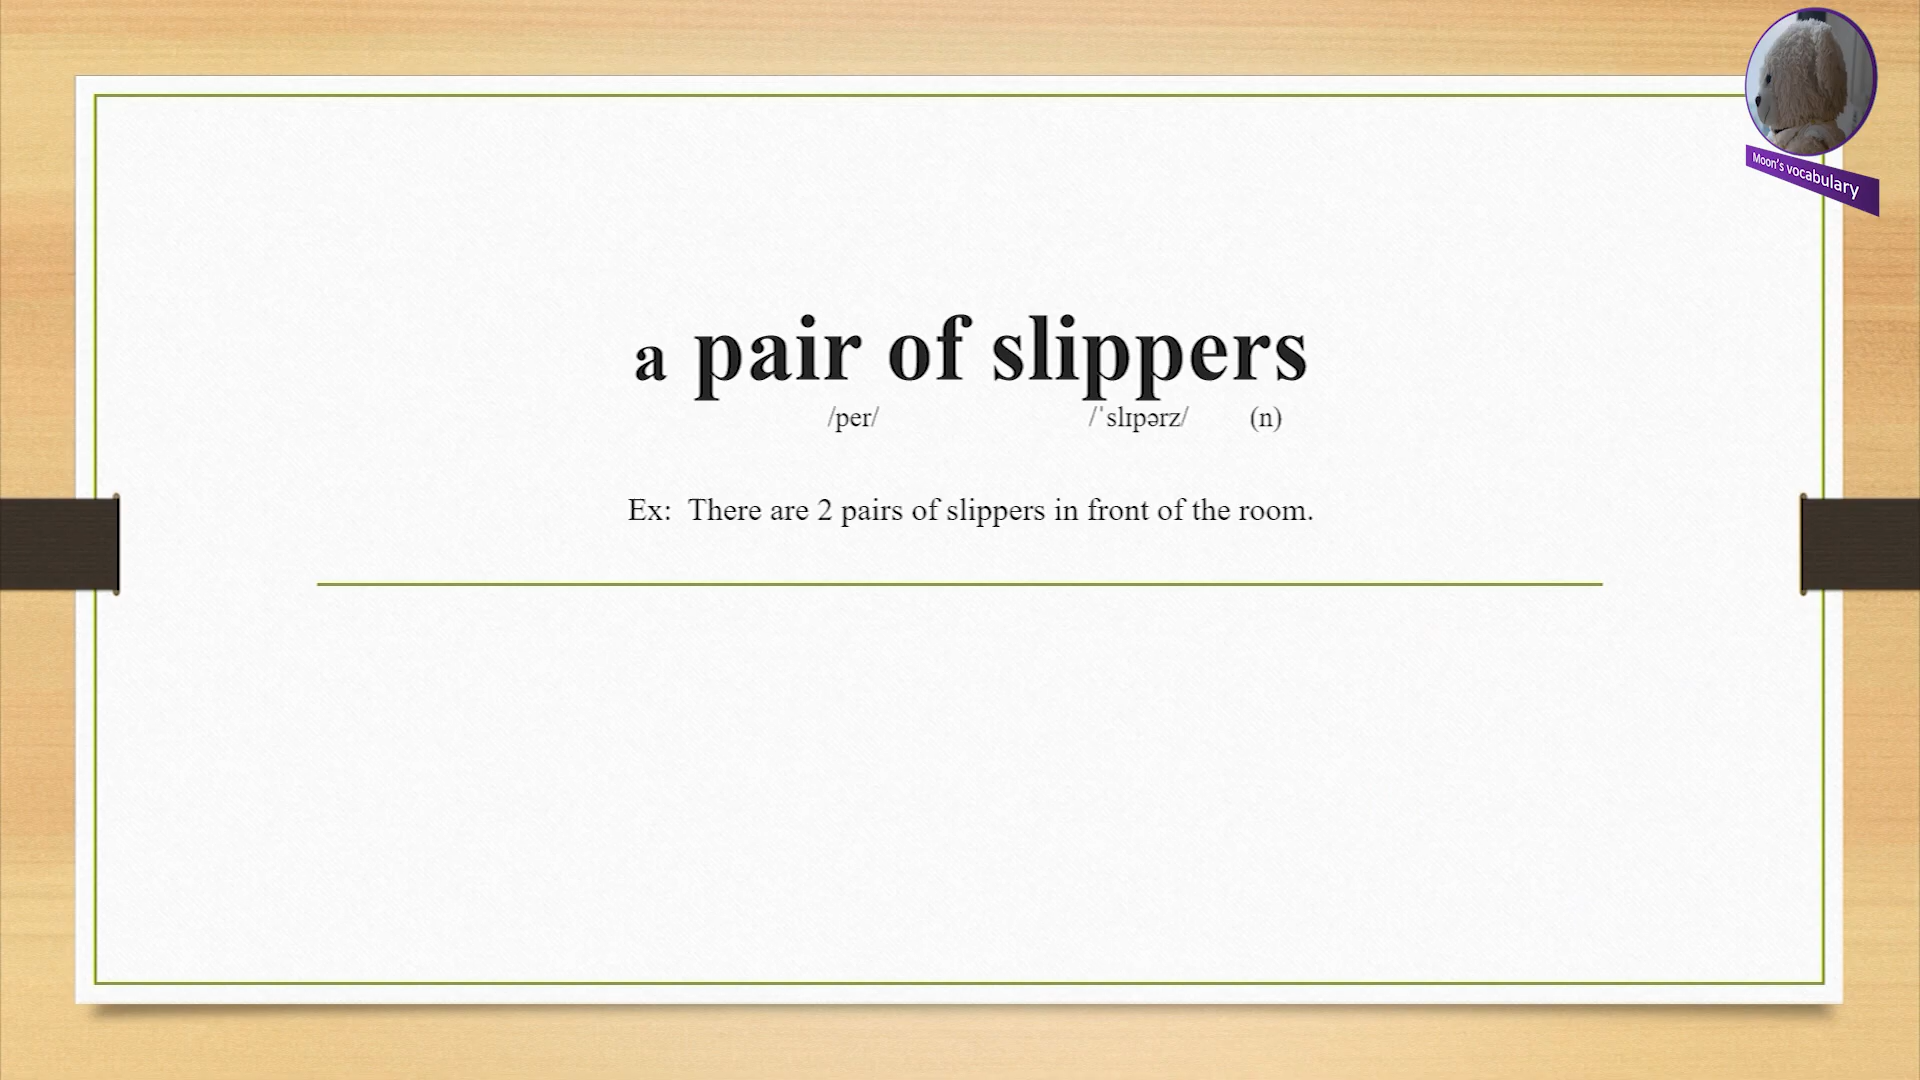 Moon's vocabulary
a pair of slippers
/per/ /ˈslɪpərz/ (n)
Ex: There are 2 pairs of slippers in front of the room.